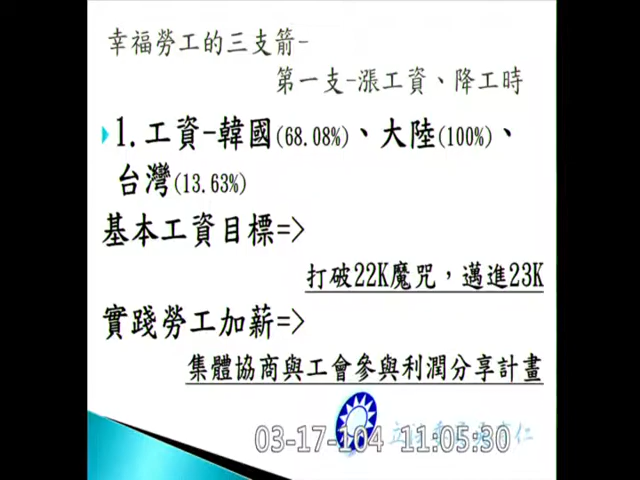 幸福勞工的三支箭-
第一支-漲工資、降工時
1.工資-韓國(68.08%)、大陸(100%)、
台灣(13.63%)
基本工資目標=>
打破22K魔咒，邁進23K
實踐勞工加薪=>
集體協商與工會參與利潤分享計畫
03-17-104 11:05:30